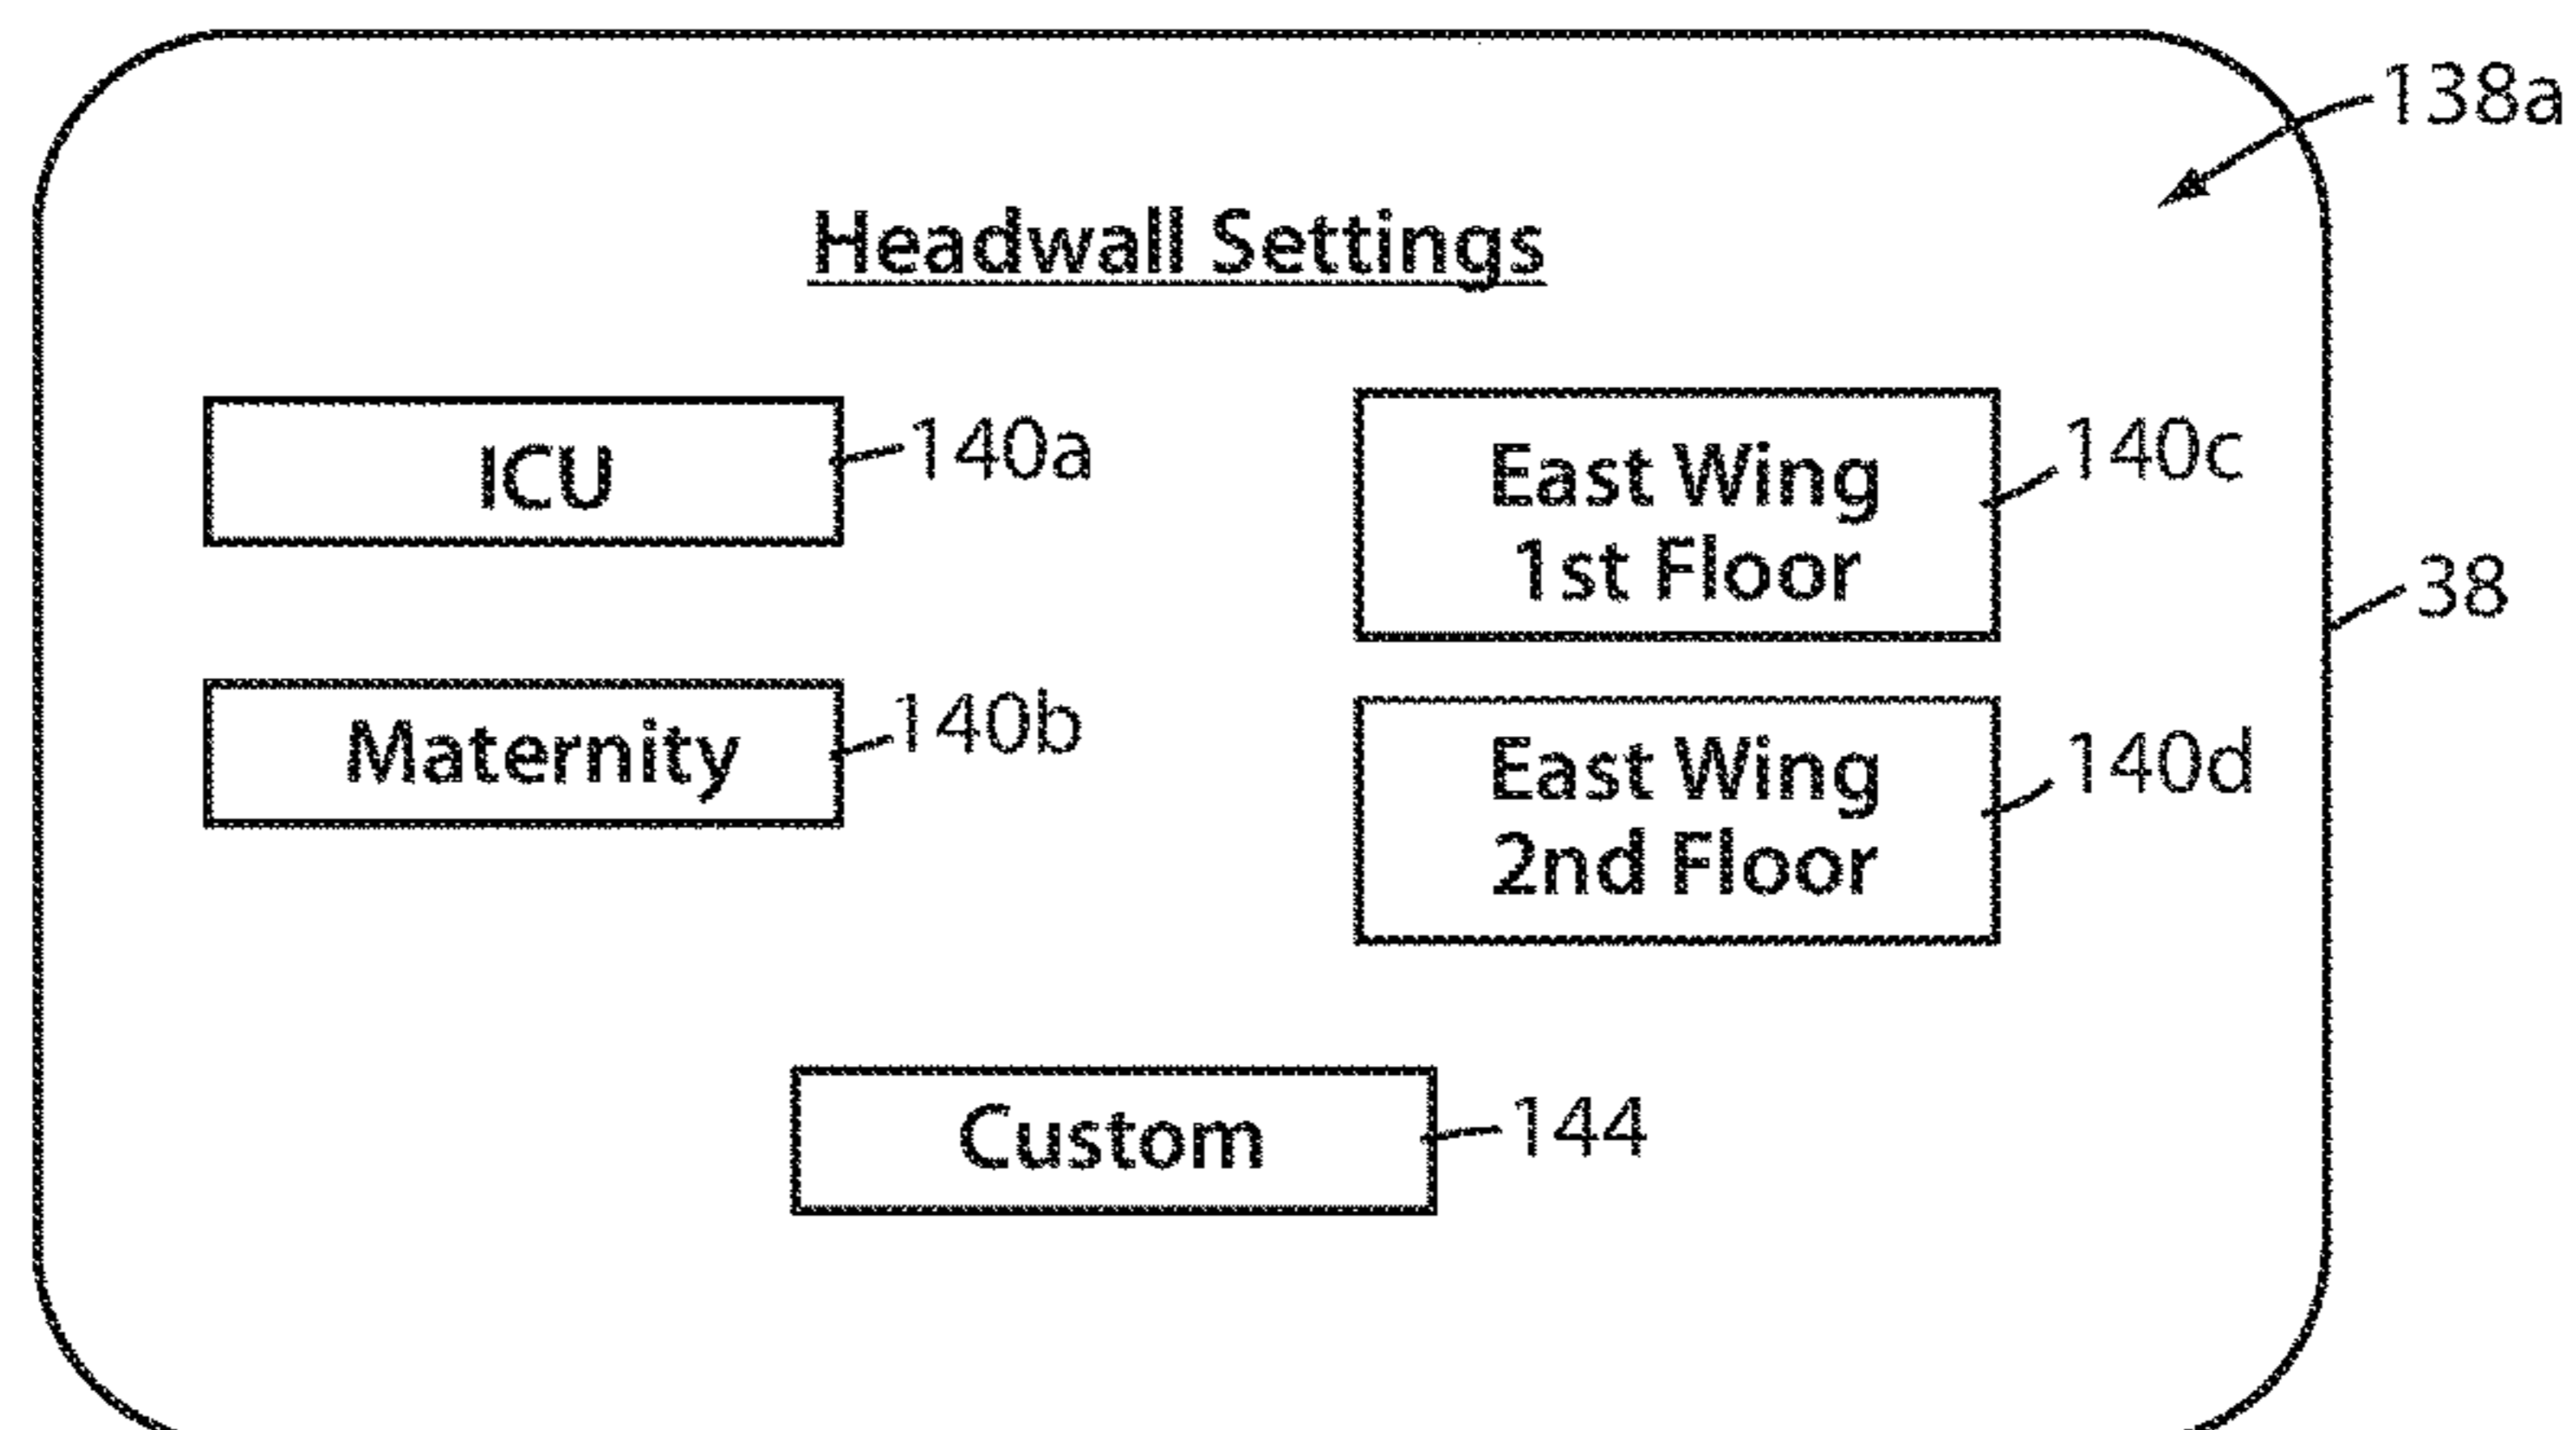 138a
Headwall Settings
ICU
140a
East Wing
1st Floor
140c
38
Maternity
140b
East Wing
2nd Floor
140d
Custom
144